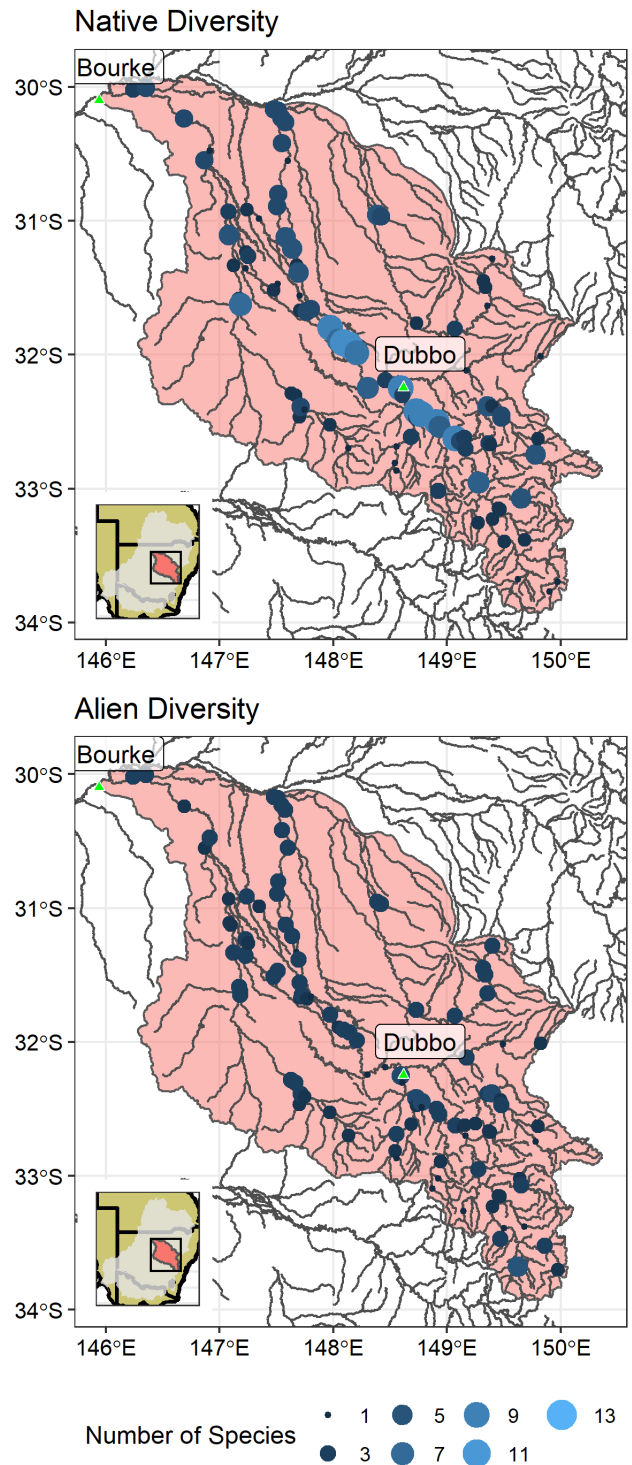 Native Diversity
Bourke
30°S
31°S
32°S
Dubbo
33°S
34°S
146°E 147°E 148°E 149°E 150°E
Alien Diversity
Bourke
30°S
31°S
32°S
Dubbo
33°S
34°S
146°E 147°E 148°E 149°E 150°E
Number of Species
1 5 9 13
3 7 11